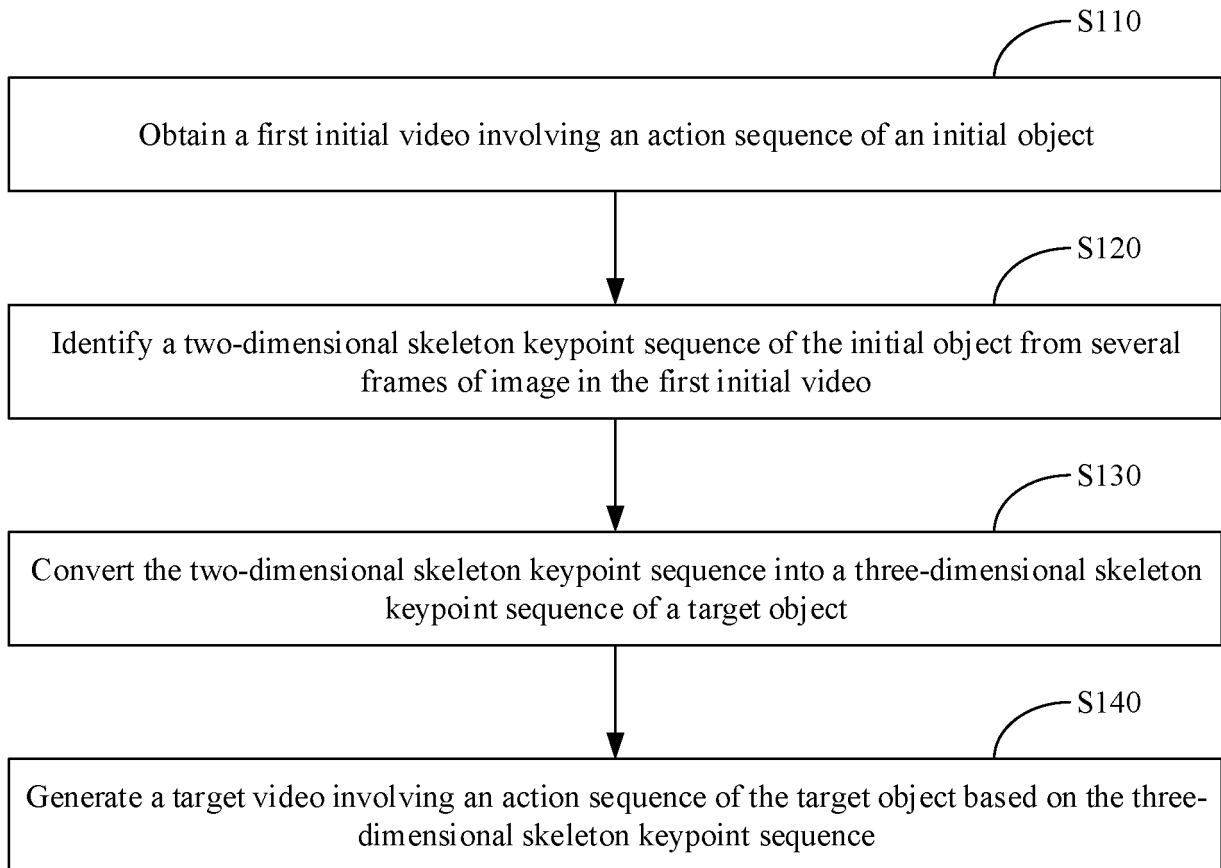 S110
Obtain a first initial video involving an action sequence of an initial object
S120
Identify a two-dimensional skeleton keypoint sequence of the initial object from several
frames of image in the first initial video
S130
Convert the two-dimensional skeleton keypoint sequence into a three-dimensional skeleton
keypoint sequence of a target object
S140
Generate a target video involving an action sequence of the target object based on the three-
dimensional skeleton keypoint sequence